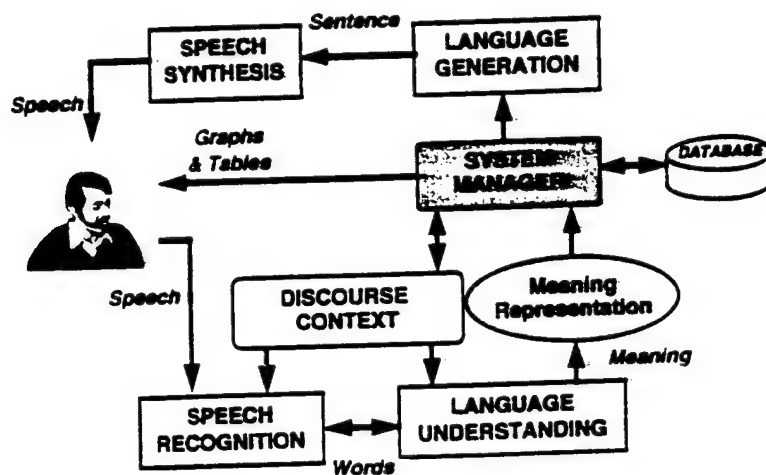 Sentence
SPEECH
SYNTHESIS
LANGUAGE
GENERATION
Speech
Graphs
& Tables
SYSTEM
MANAGER
DATABASE
Speech
DISCOURSE
CONTEXT
Meaning
Representation
Meaning
SPEECH
RECOGNITION
LANGUAGE
UNDERSTANDING
Words